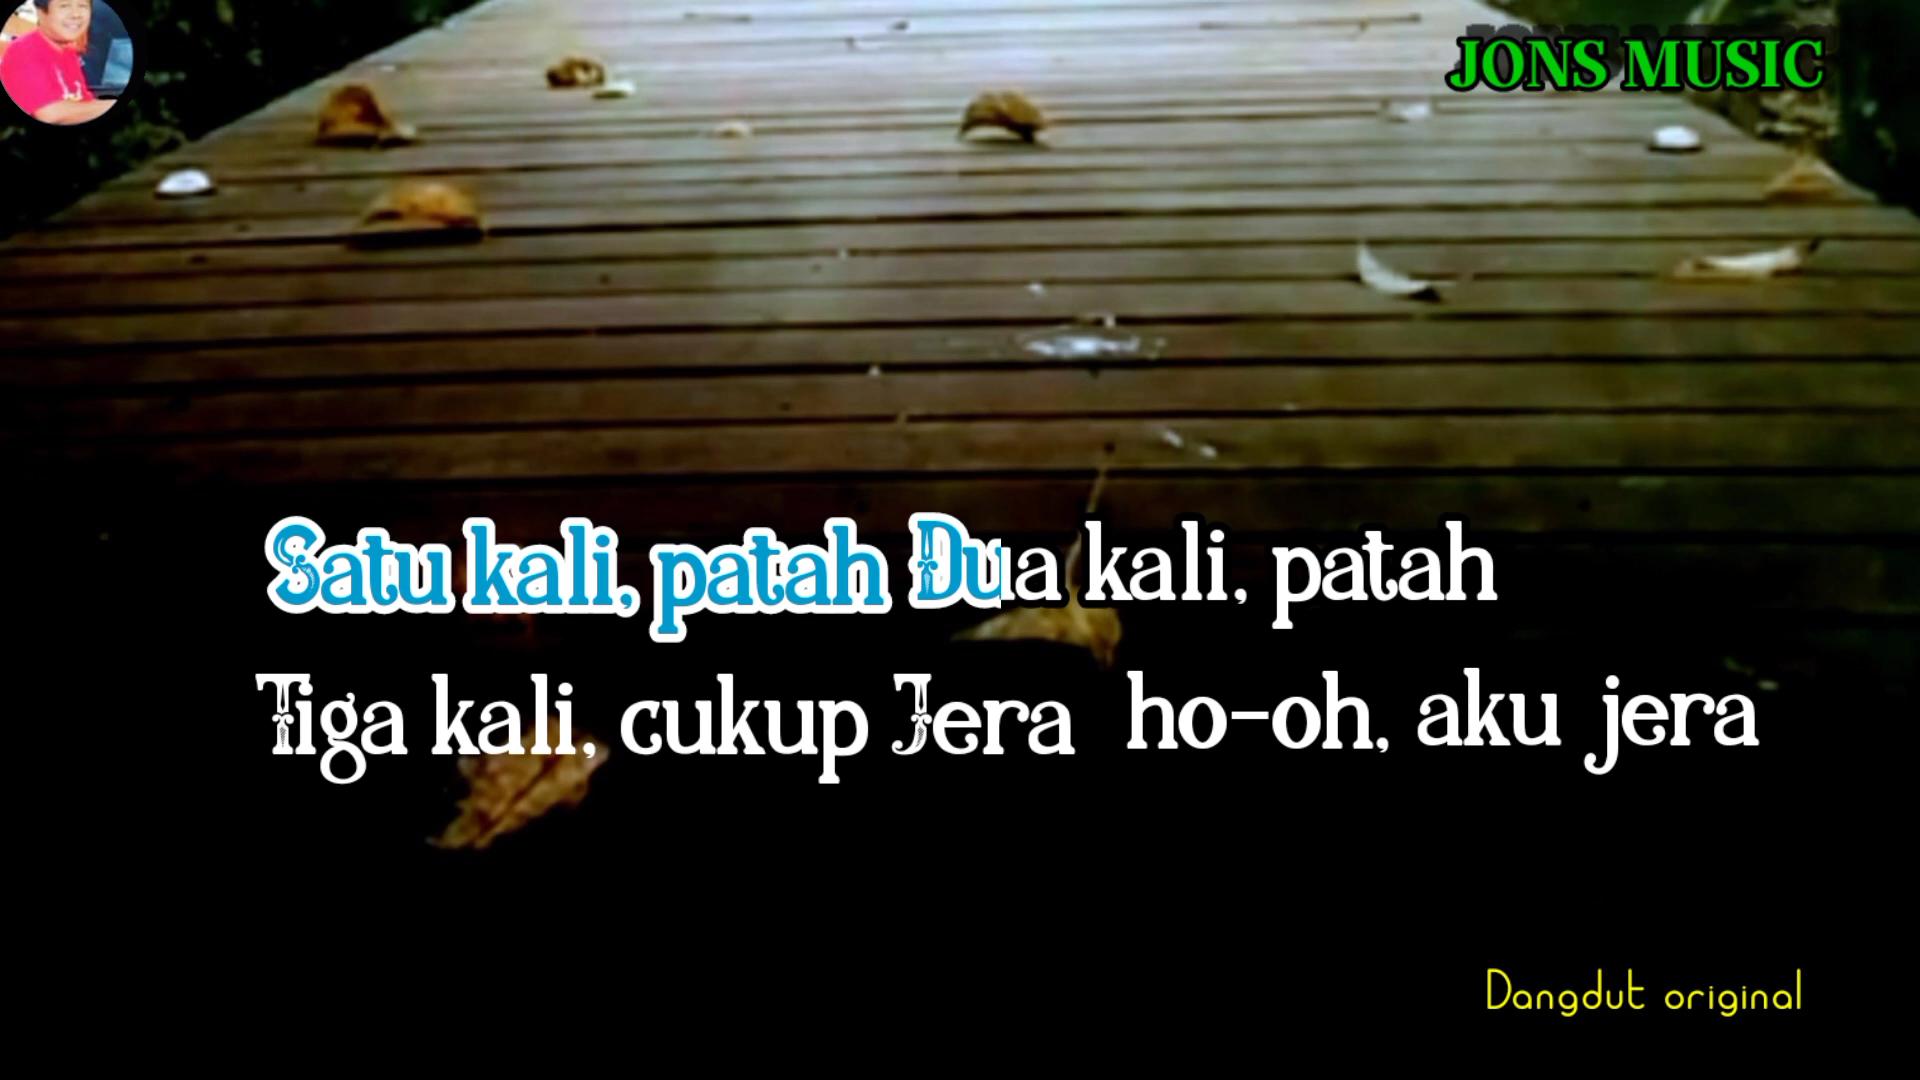 JONS MUSIC
Satu kali, patah Dua kali, patah
Tiga kali, cukup Jera ho-oh, aku jera
Dangdut original